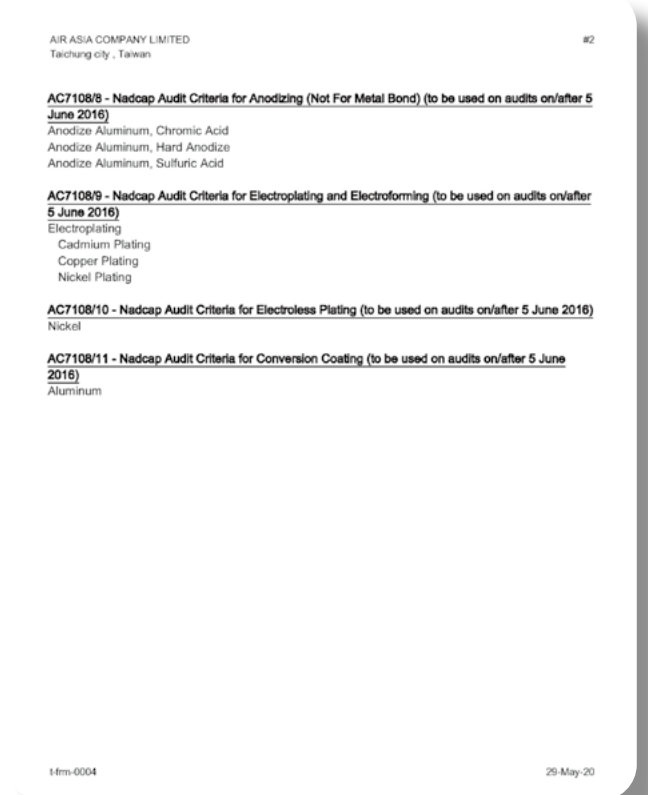 AIR ASIA COMPANY LIMITED #2
Taichung city , Taiwan
AC7108/8 - Nadcap Audit Criteria for Anodizing (Not For Metal Bond) (to be used on audits on/after 5
June 2016)
Anodize Aluminum, Chromic Acid
Anodize Aluminum, Hard Anodize
Anodize Aluminum, Sulfuric Acid
AC7108/9 - Nadcap Audit Criteria for Electroplating and Electroforming (to be used on audits on/after
5 June 2016)
Electroplating
Cadmium Plating
Copper Plating
Nickel Plating
AC7108/10 - Nadcap Audit Criteria for Electroless Plating (to be used on audits on/after 5 June 2016)
Nickel
AC7108/11 - Nadcap Audit Criteria for Conversion Coating (to be used on audits on/after 5 June
2016)
Aluminum
t-frm-0004 29-May-20